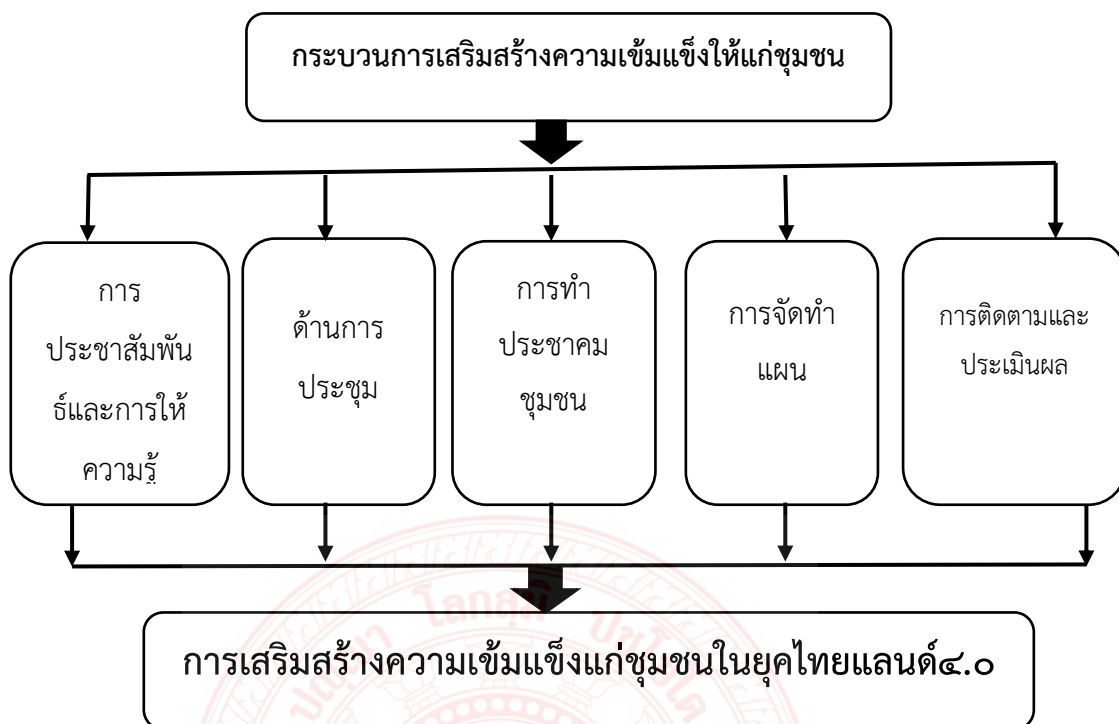 กระบวนการเสริมสร้างความเข้มแข็งให้แก่ชุมชน
การ
ประชาสัมพัน
ธ์และการให้
ความรู้
ด้านการ
ประชุม
การทำ
ประชาคม
ชุมชน
การจัดทำ
แผน
การติดตามและ
ประเมินผล
โลกสฺมิ
การเสริมสร้างความเข้มแข็งแก่ชุมชนในยุคไทยแลนด์๔.๐